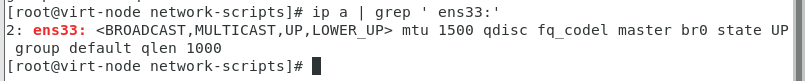 [root@virt-node network-scripts]# ip a | grep ' ens33:'
2: ens33: <BROADCAST,MULTICAST,UP,LOWER_UP> mtu 1500 qdisc fq_codel master br0 state UP
group default qlen 1000
[root@virt-node network-scripts]#